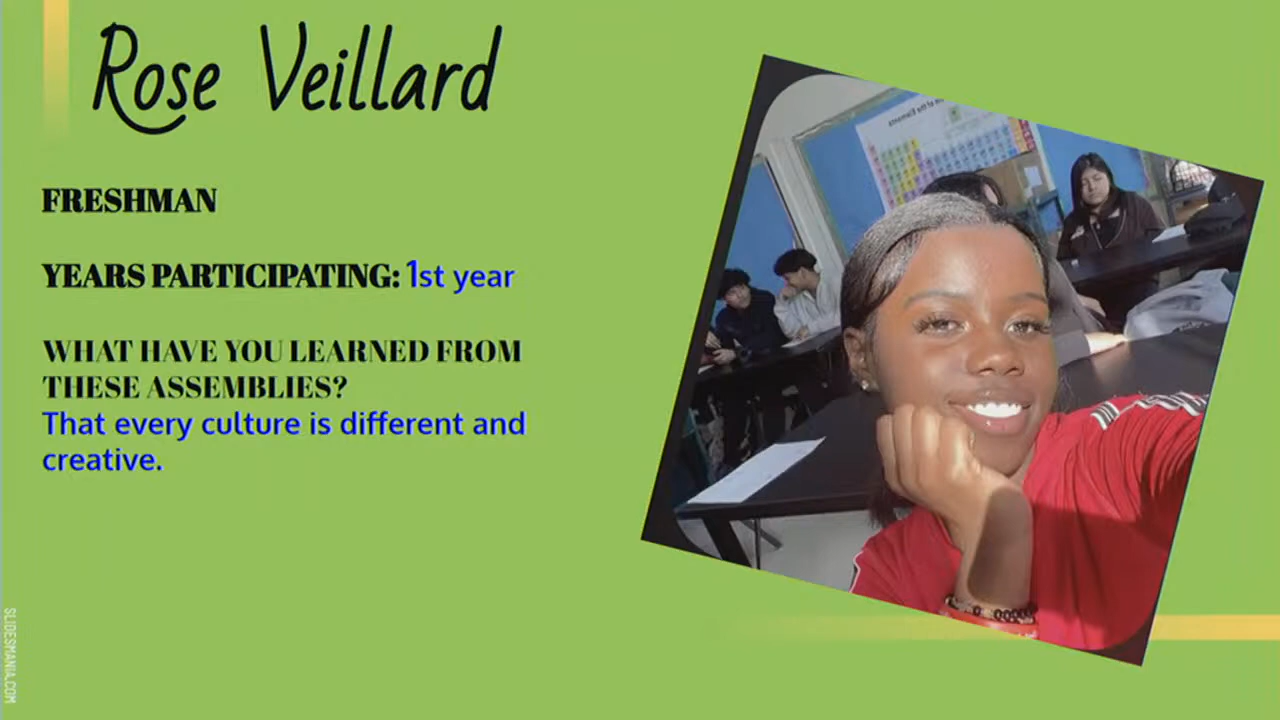 Rose Veillard
FRESHMAN
YEARS PARTICIPATING: 1st year
WHAT HAVE YOU LEARNED FROM
THESE ASSEMBLIES?
That every culture is different and
creative.
SLIDESMANIA.COM